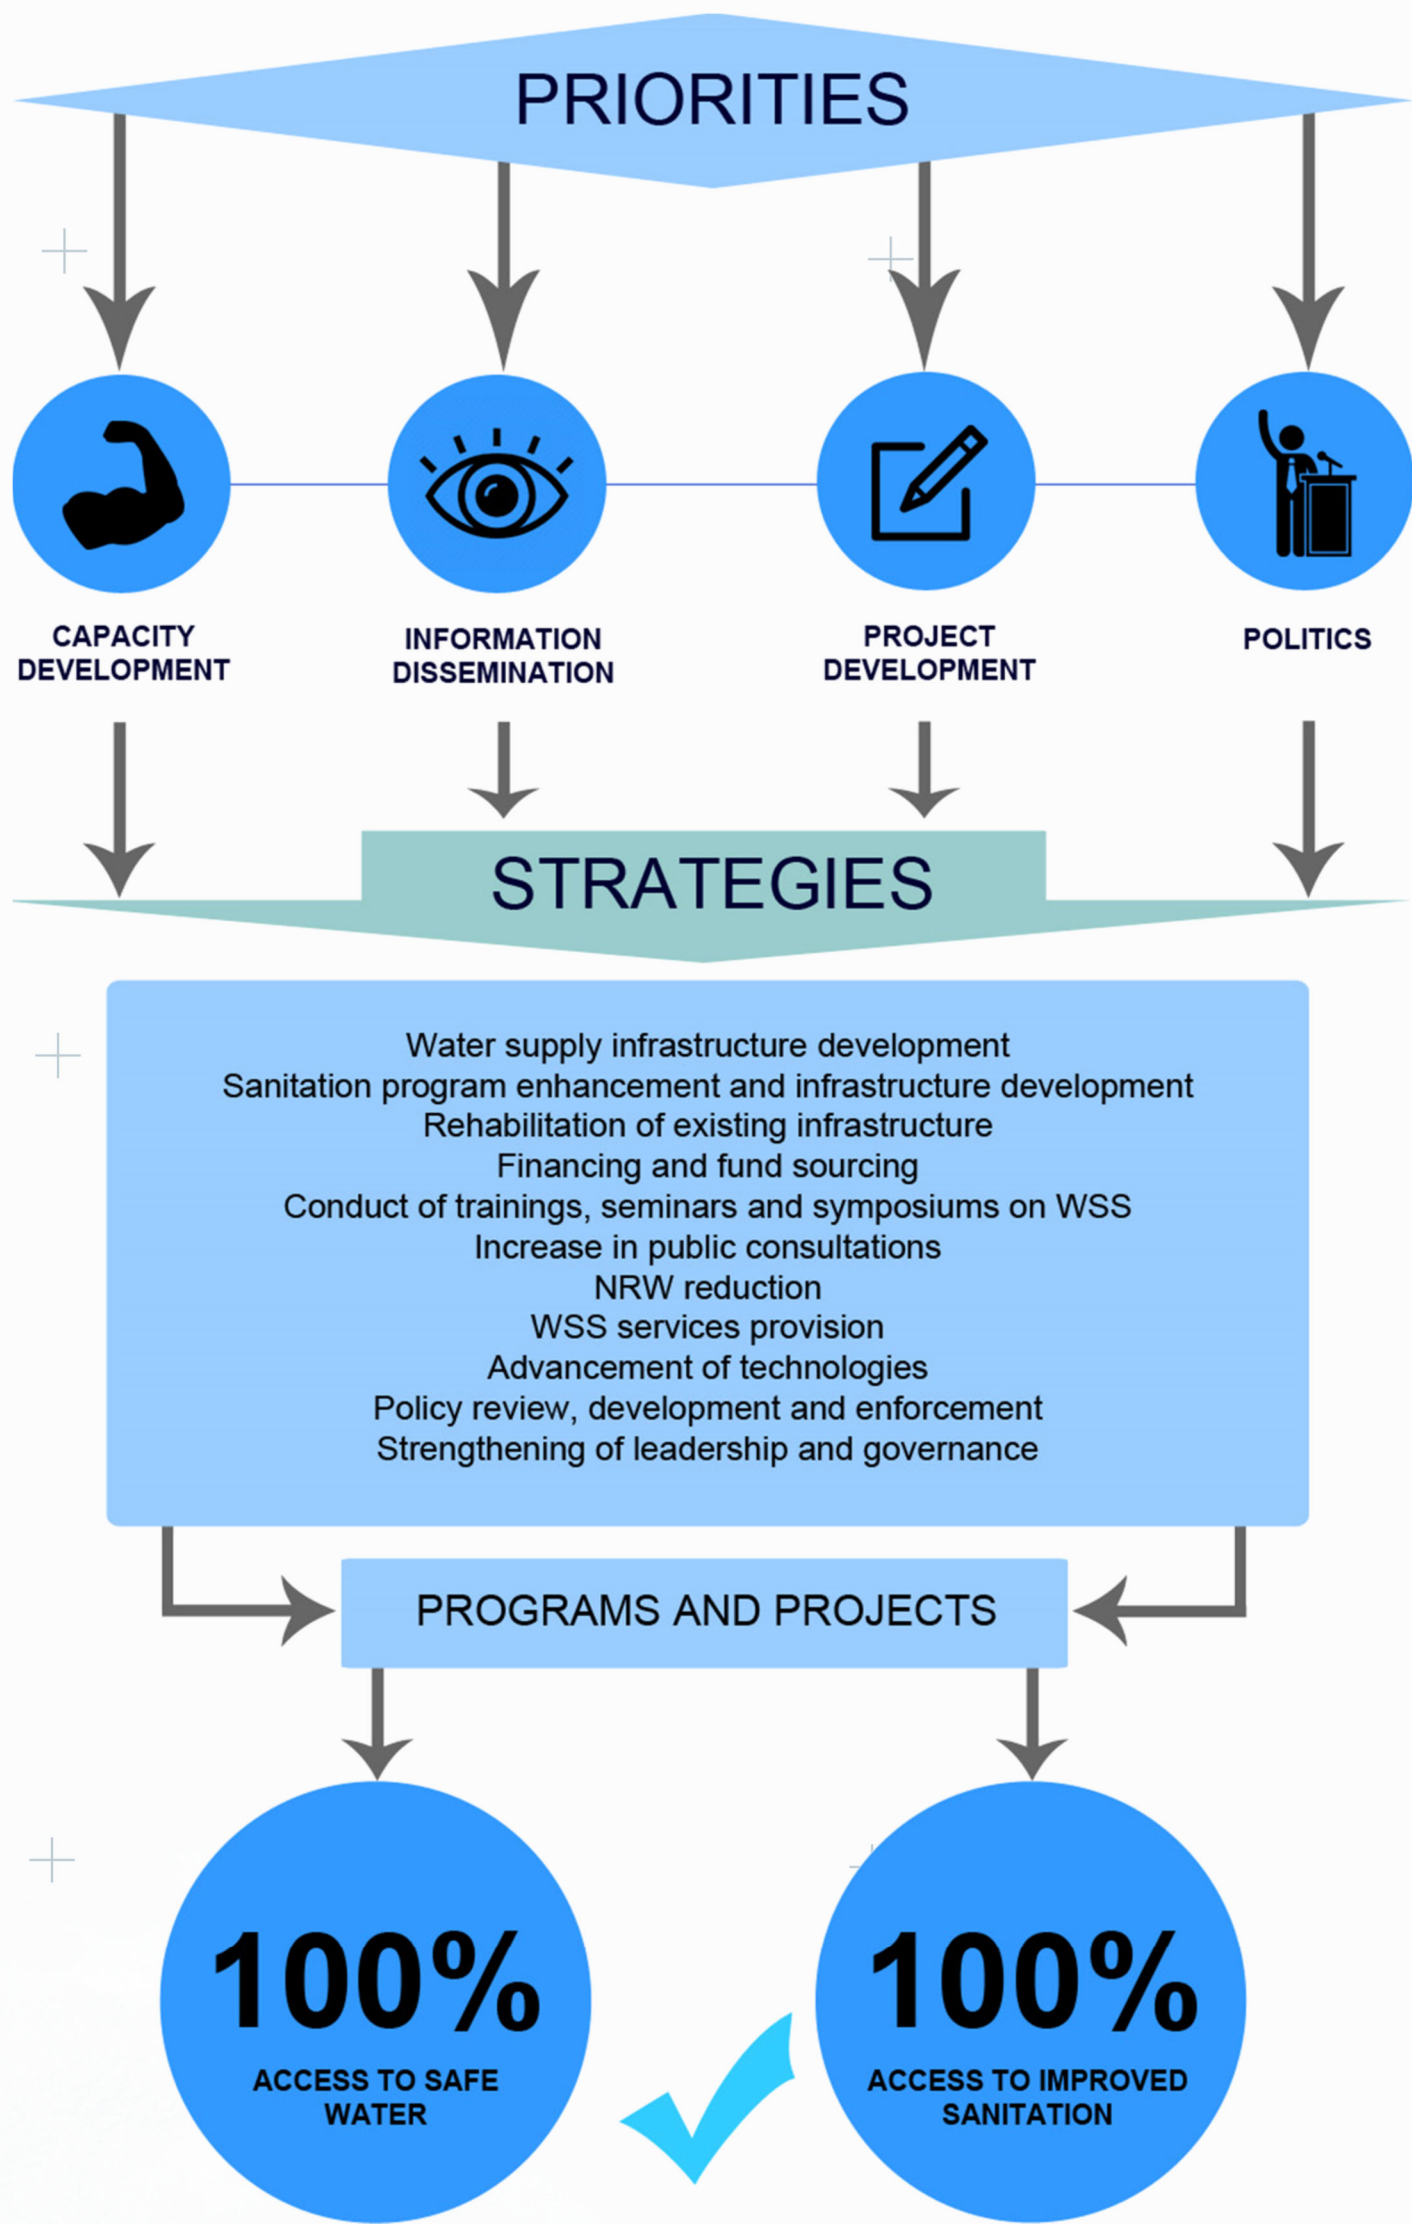 PRIORITIES
CAPACITY
DEVELOPMENT
INFORMATION
DISSEMINATION
PROJECT
DEVELOPMENT
POLITICS
STRATEGIES
Water supply infrastructure development
Sanitation program enhancement and infrastructure development
Rehabilitation of existing infrastructure
Financing and fund sourcing
Conduct of trainings, seminars and symposiums on WSS
Increase in public consultations
NRW reduction
WSS services provision
Advancement of technologies
Policy review, development and enforcement
Strengthening of leadership and governance
PROGRAMS AND PROJECTS
100%
ACCESS TO SAFE
WATER
100%
ACCESS TO IMPROVED
SANITATION